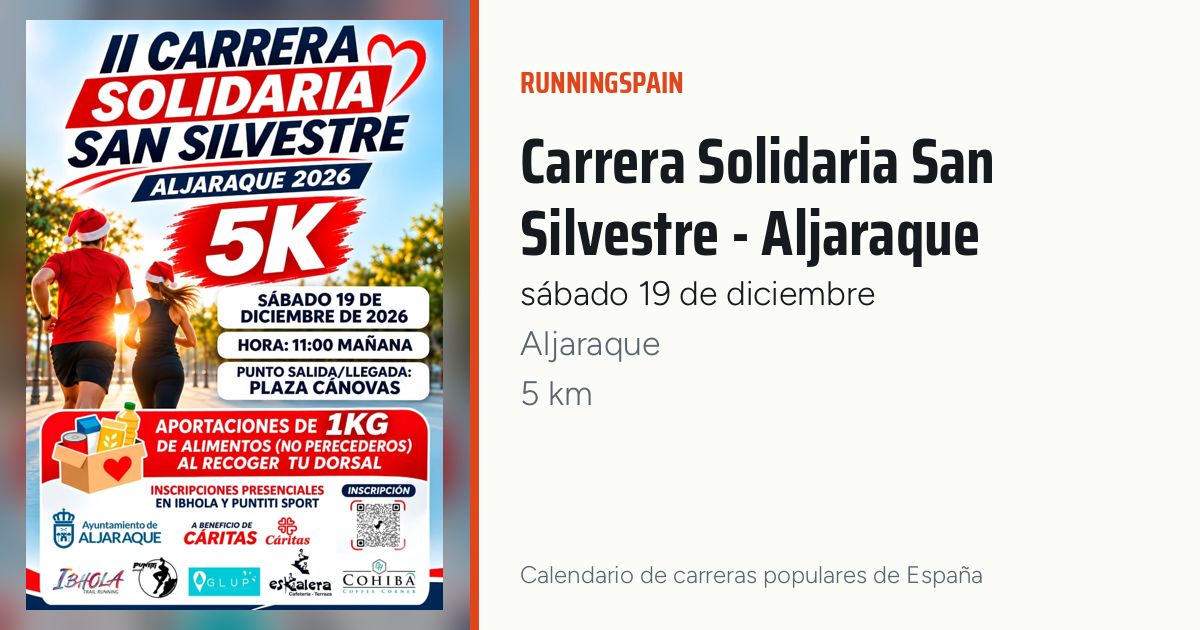 II CARRERA
SOLIDARIA
SAN SILVESTRE
ALJARAQUE 2026
5K
SÁBADO 19 DE
DICIEMBRE DE 2026
HORA: 11:00 MAÑANA
PUNTO SALIDA/LLEGADA:
PLAZA CÁNOVAS
APORTACIONES DE 1KG
DE ALIMENTOS (NO PERECEDEROS)
AL RECOGER TU DORSAL
INSCRIPCIONES PRESENCIALES
EN IBHOLA Y PUNTITI SPORT
INSCRIPCIÓN
Ayuntamiento de
ALJARAQUE
A BENEFICIO DE
CÁRITAS
Cáritas
IBHOLA
TRAIL RUNNING
PUNTITI
GLUP
eskalera
Cafetería - Terraza
COHIBA
COFFEE CORNER
RUNNINGSPAIN
Carrera Solidaria San
Silvestre - Aljaraque
sábado 19 de diciembre
Aljaraque
5 km
Calendario de carreras populares de España